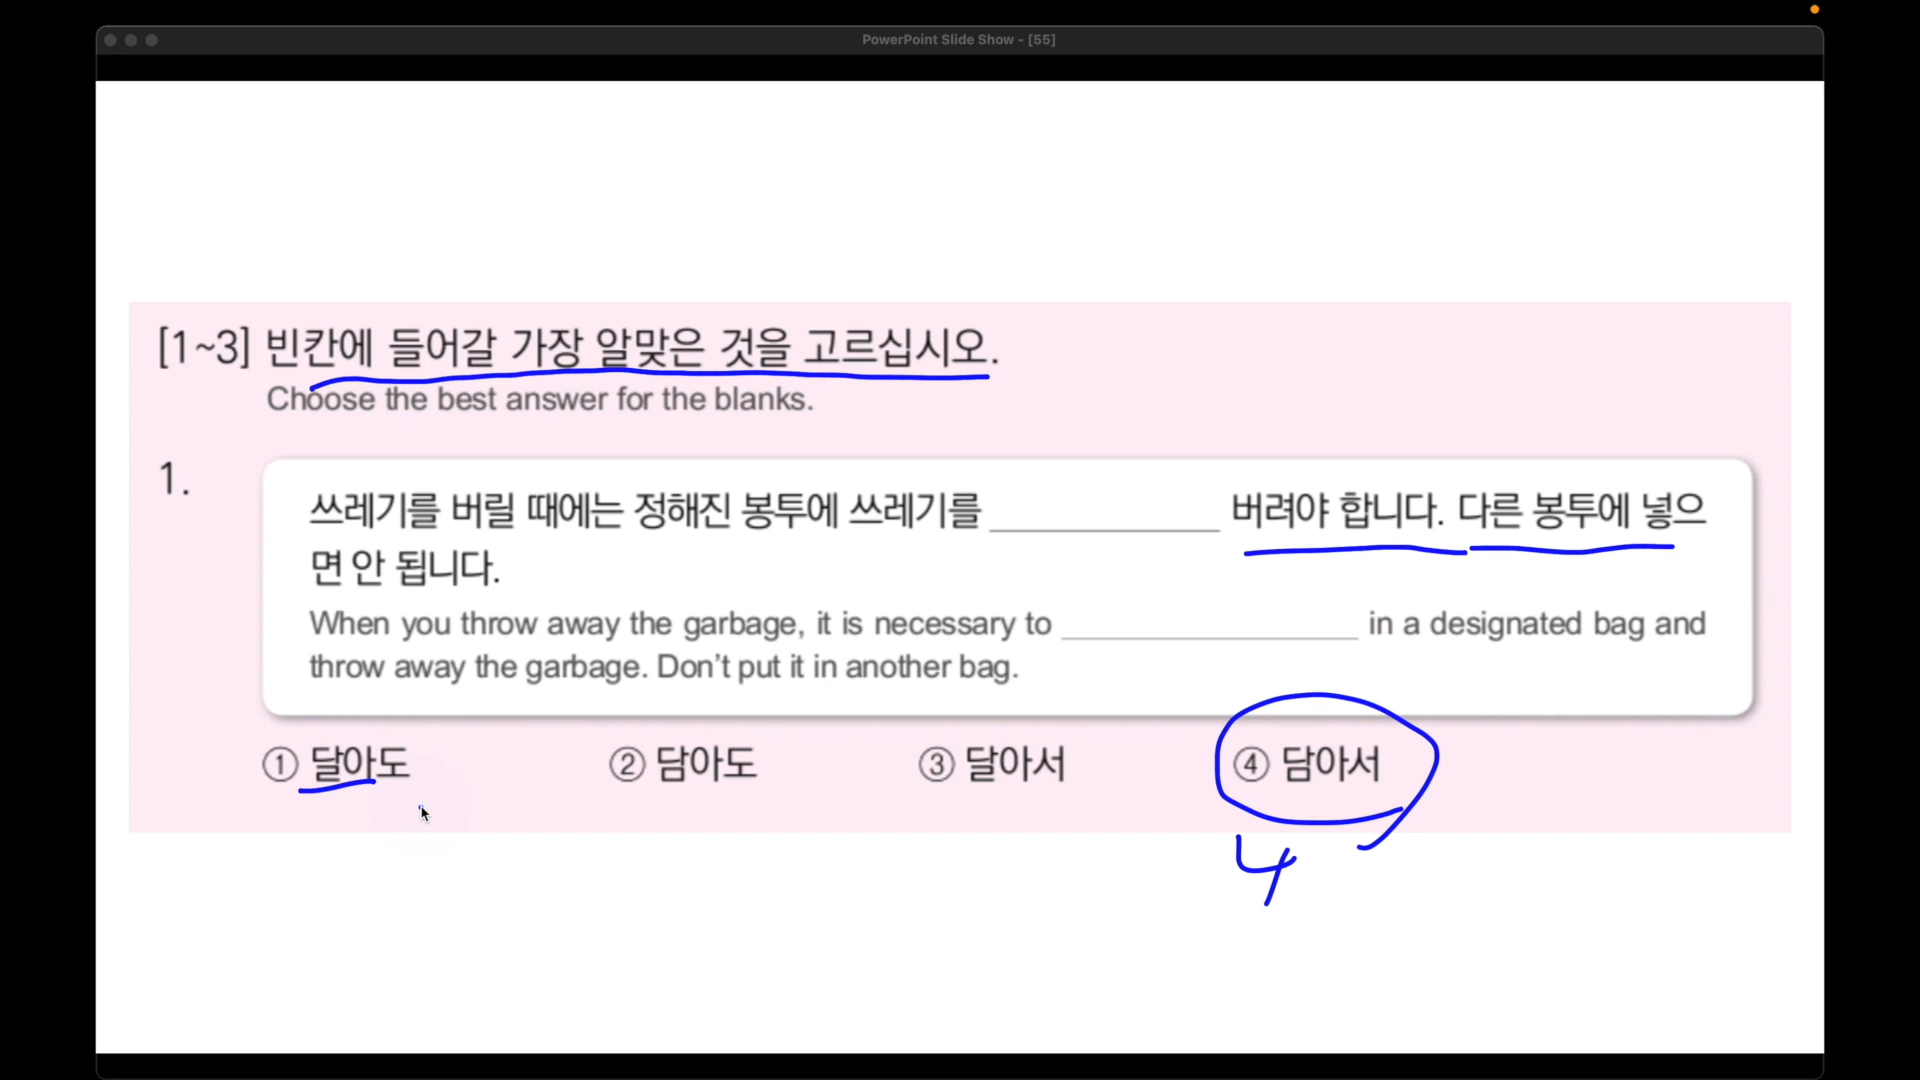 PowerPoint Slide Show - [55]
[1~3] 빈칸에 들어갈 가장 알맞은 것을 고르십시오.
Choose the best answer for the blanks.
1.
쓰레기를 버릴 때에는 정해진 봉투에 쓰레기를 ____________ 버려야 합니다. 다른 봉투에 넣으
면 안 됩니다.
When you throw away the garbage, it is necessary to ________________ in a designated bag and
throw away the garbage. Don't put it in another bag.
① 달아도 ② 담아도 ③ 달아서 ④ 담아서
4